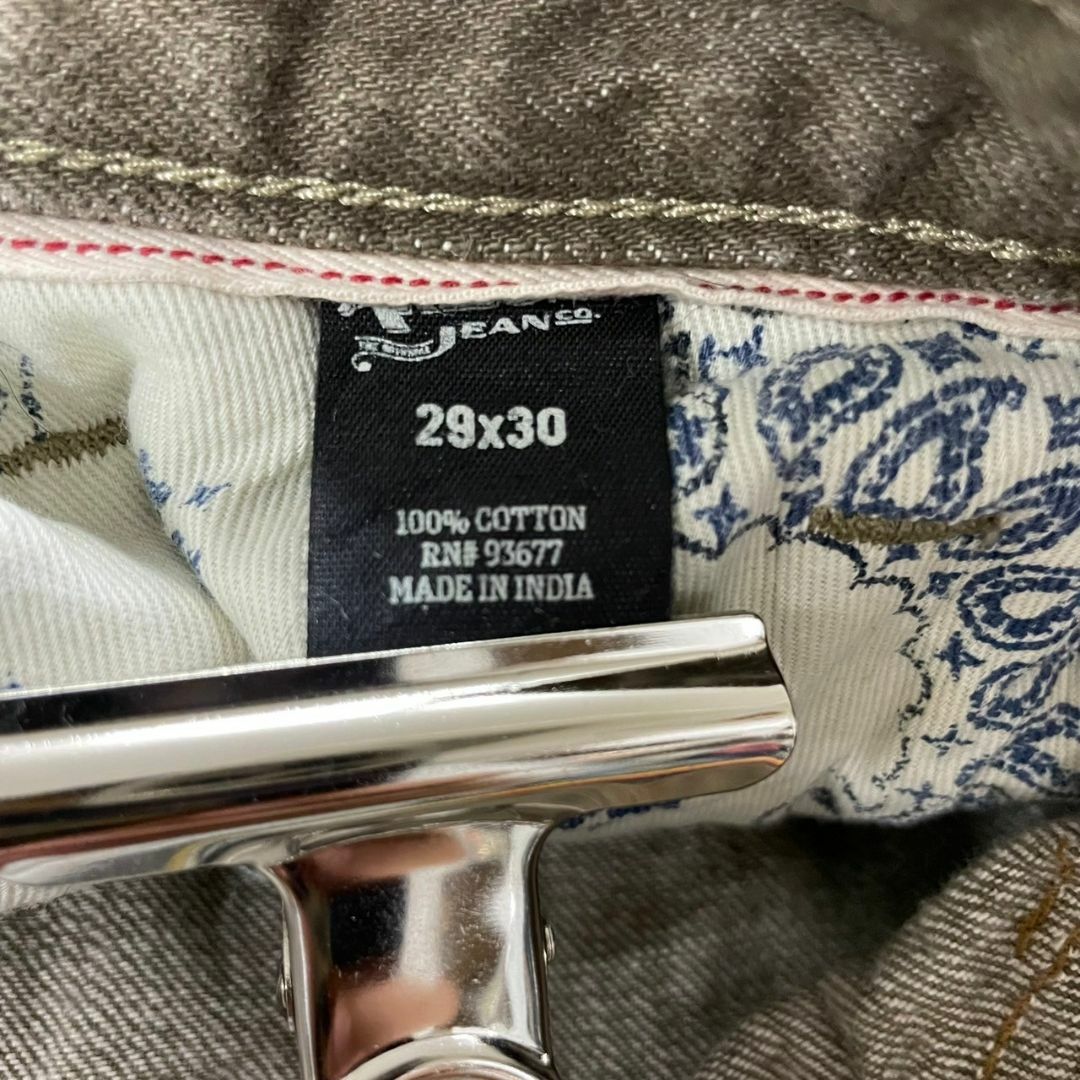 JEAN CO.
29x30
100% COTTON
RN# 93677
MADE IN INDIA